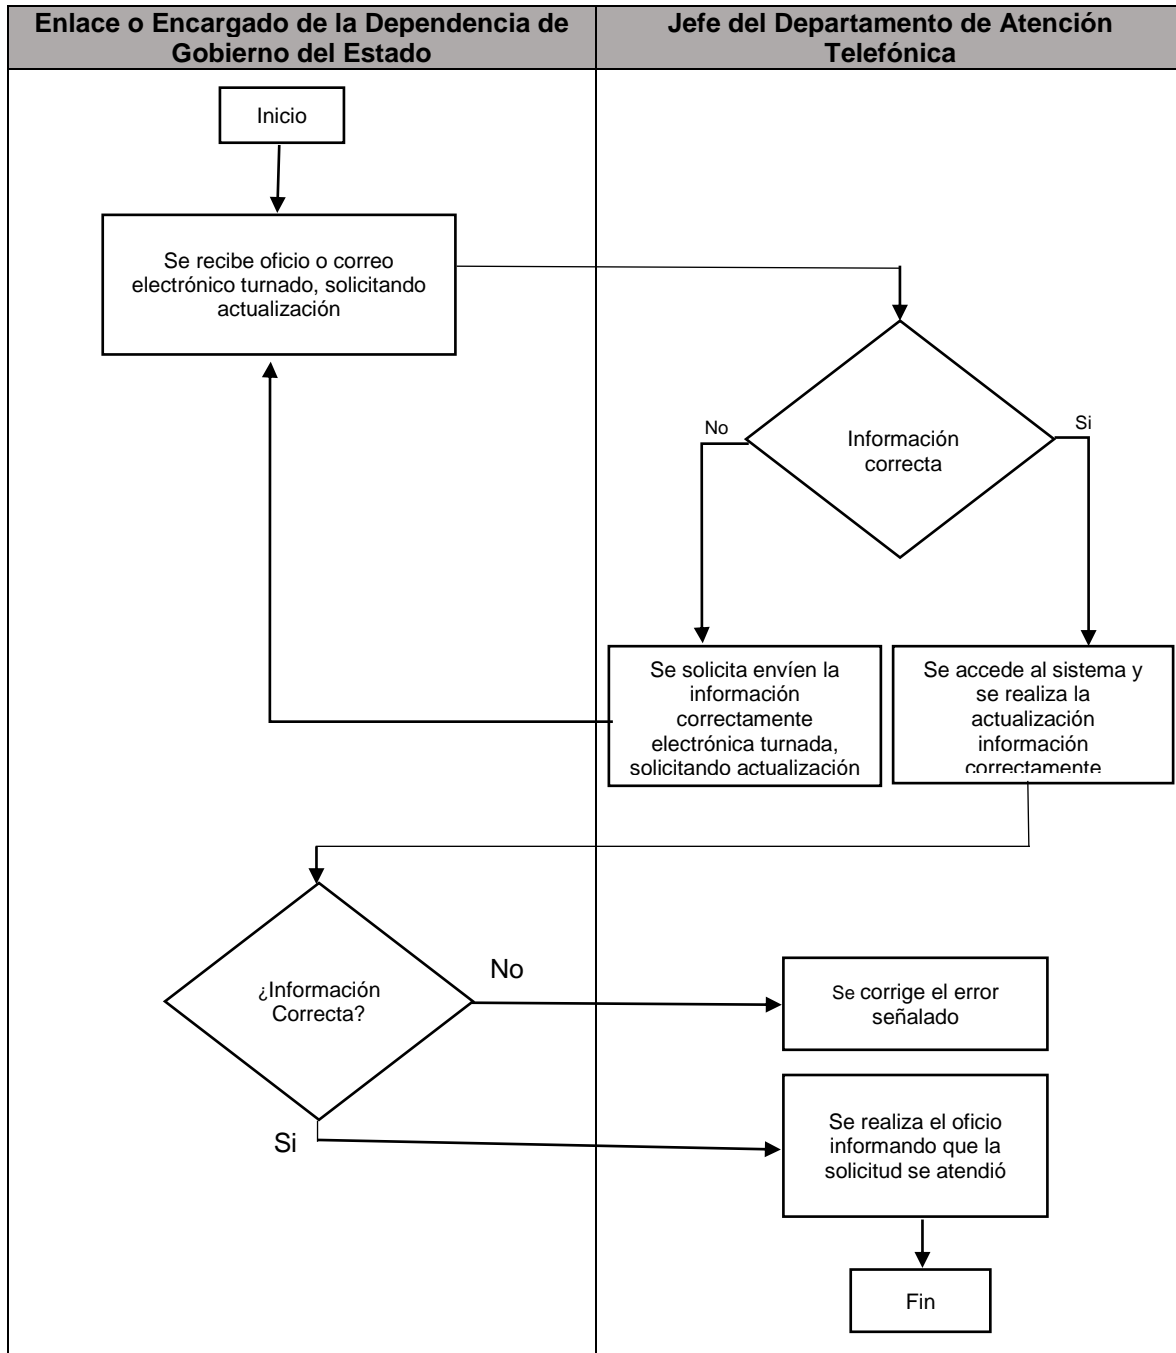 Enlace o Encargado de la Dependencia de
Gobierno del Estado
Jefe del Departamento de Atención
Telefónica
Inicio
Se recibe oficio o correo
electrónico turnado, solicitando
actualización
Información
correcta
No
Si
Se solicita envíen la
información
correctamente
electrónica turnada,
solicitando actualización
Se accede al sistema y
se realiza la
actualización
información
correctamente
¿Información
Correcta?
No
Se corrige el error
señalado
Si
Se realiza el oficio
informando que la
solicitud se atendió
Fin